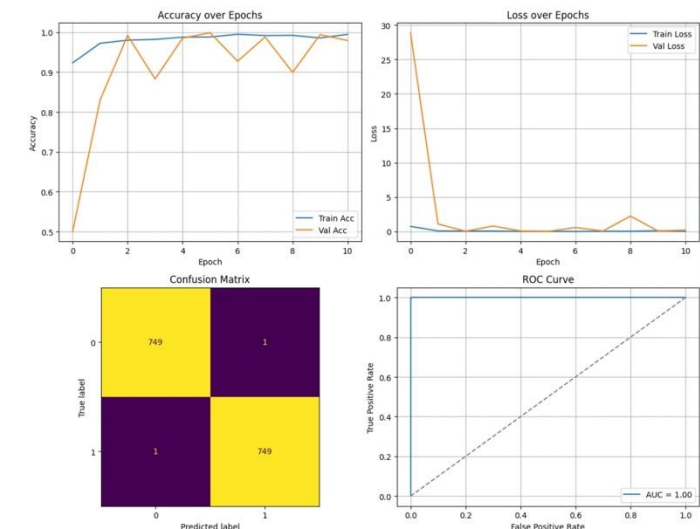 Accuracy over Epochs
1.0
0.9
0.8
0.7
0.6
0.5
Accuracy
0 2 4 6 8 10
Epoch
Train Acc
Val Acc
Loss over Epochs
30
25
20
15
10
5
0
Loss
0 2 4 6 8 10
Epoch
Train Loss
Val Loss
Confusion Matrix
True label
0
1
749 1
1 749
0 1
Predicted label
ROC Curve
1.0
0.8
0.6
0.4
0.2
0.0
True Positive Rate
0.0 0.2 0.4 0.6 0.8 1.0
False Positive Rate
AUC = 1.00